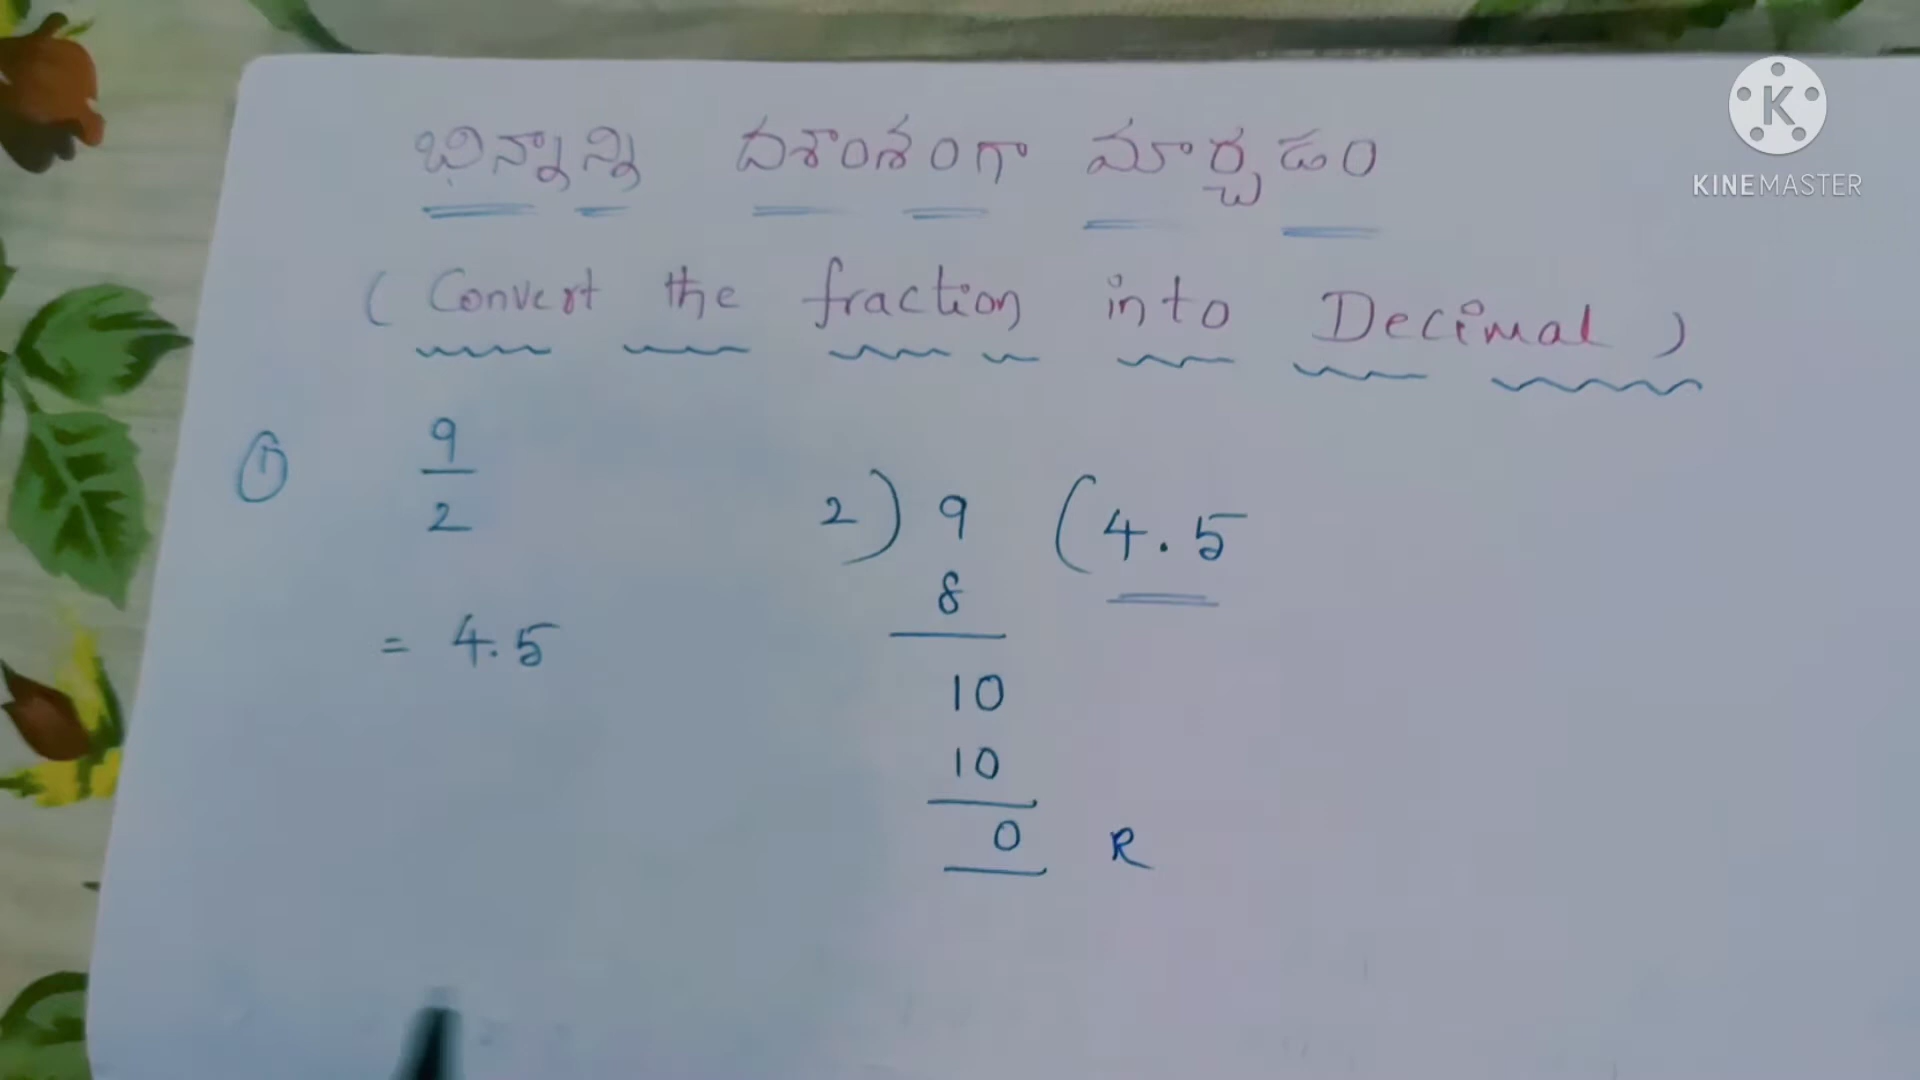 భిన్నాన్ని దశాంశంగా మార్చడం
( Convert the fraction into Decimal )
① 9/2
2) 9 (4.5
8
= 4.5
10
10
0 R
K
KINEMASTER